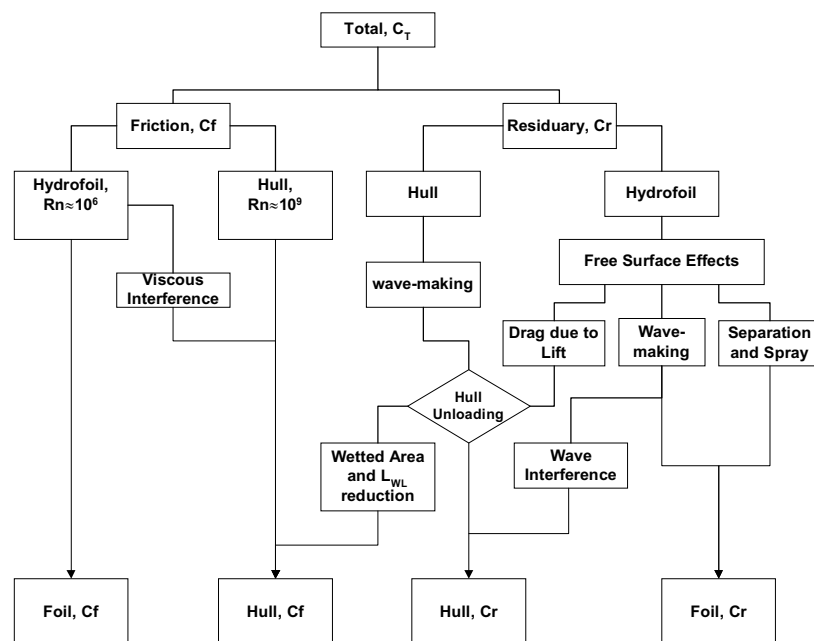 Total, C_T
Friction, Cf
Residuary, Cr
Hydrofoil,
Rn≈10⁶
Hull,
Rn≈10⁹
Hull
Hydrofoil
Free Surface Effects
Viscous
Interference
wave-making
Drag due to
Lift
Wave-
making
Separation
and Spray
Hull
Unloading
Wetted Area
and L_WL
reduction
Wave
Interference
Foil, Cf
Hull, Cf
Hull, Cr
Foil, Cr